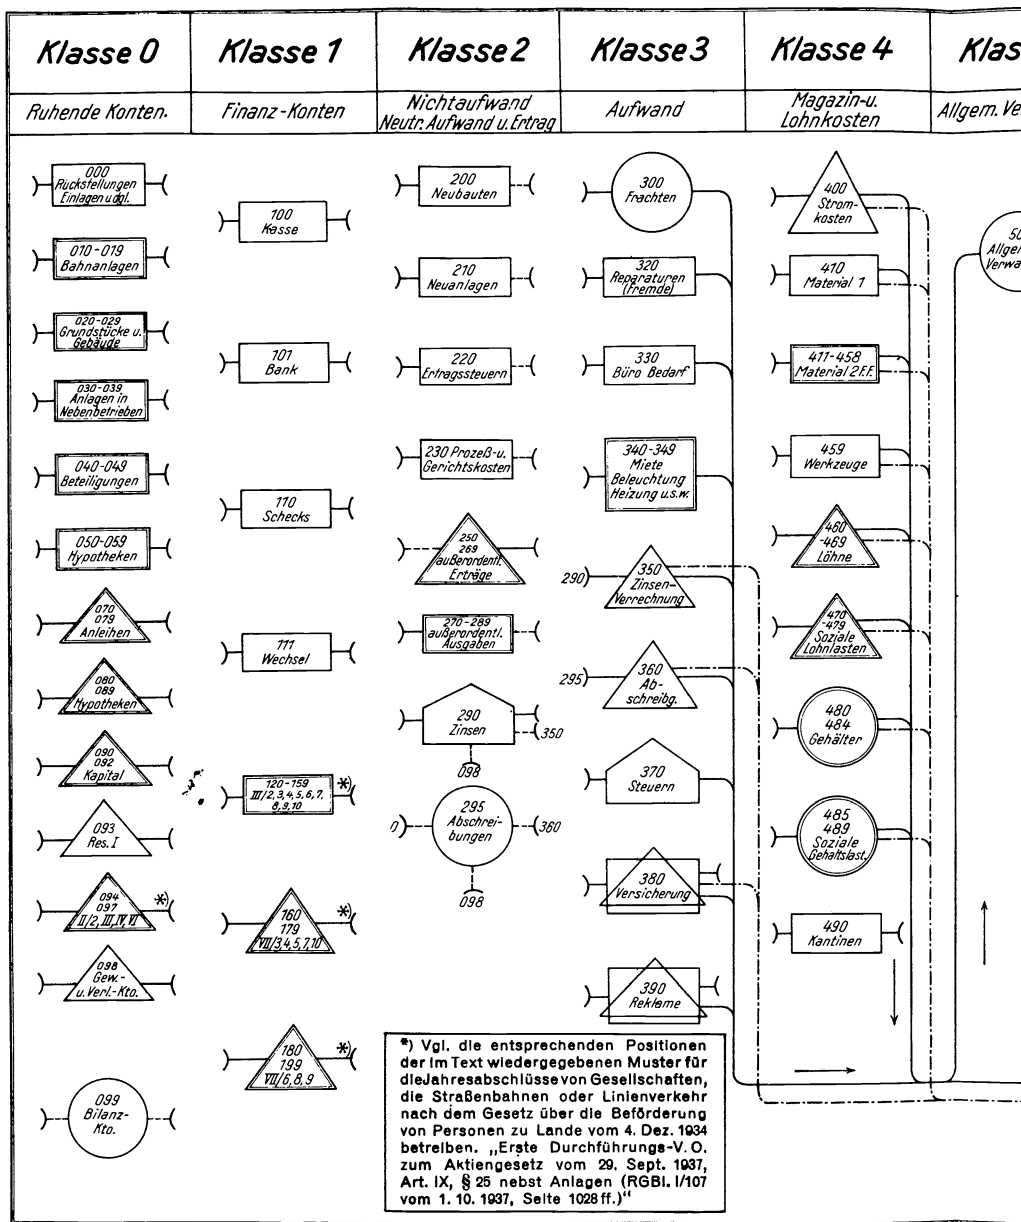 Klasse 0
Ruhende Konten.
000
Rückstellungen
Einlagen u dgl.
010-019
Bahnanlagen
020-029
Grundstücke u.
Gebäude
030-039
Anlagen in
Nebenbetrieben
040-049
Beteiligungen
050-059
Hypotheken
070
079
Anleihen
080
089
Hypotheken
090
092
Kapital
093
Res. I
094
097
II/2, III, IV, VI
*)
098
Gew.-
u. Verl.-Kto.
099
Bilanz-
Kto.
Klasse 1
Finanz-Konten
100
Kasse
101
Bank
110
Schecks
111
Wechsel
120-159
III/2,3,4,5,6,7,
8,9,10
*)
160
179
VII/3,4,5,7,10
*)
180
199
VII/6,8,9
*)
Klasse 2
Nichtaufwand
Neutr. Aufwand u. Ertrag
200
Neubauten
210
Neuanlagen
220
Ertragssteuern
230 Prozeß-u.
Gerichtskosten
250
269
außerordentl.
Erträge
270-289
außerordentl.
Ausgaben
290
Zinsen
350
098
0
295
Abschrei-
bungen
360
098
Klasse 3
Aufwand
300
Frachten
320
Reparaturen
(Fremde)
330
Büro Bedarf
340-349
Miete
Beleuchtung
Heizung u.s.w.
290
350
Zinsen-
Verrechnung
295
360
Ab-
schreibg.
370
Steuern
380
Versicherung
390
Reklame
Klasse 4
Magazin-u.
Lohnkosten
400
Strom-
kosten
410
Material 1
411-458
Material 2F.F.
459
Werkzeuge
460
-469
Löhne
470
-479
Soziale
Lohnlasten
480
484
Gehälter
485
489
Soziale
Gehaltslast.
490
Kantinen
Klas
Allgem. Ve
50
Allge
Verwa
*) Vgl. die entsprechenden Positionen
der im Text wiedergegebenen Muster für
die Jahresabschlüsse von Gesellschaften,
die Straßenbahnen oder Linienverkehr
nach dem Gesetz über die Beförderung
von Personen zu Lande vom 4. Dez. 1934
betreiben. „Erste Durchführungs-V. O.
zum Aktiengesetz vom 29. Sept. 1937,
Art. IX, § 25 nebst Anlagen (RGBl. I/107
vom 1. 10. 1937, Seite 1028 ff.)"